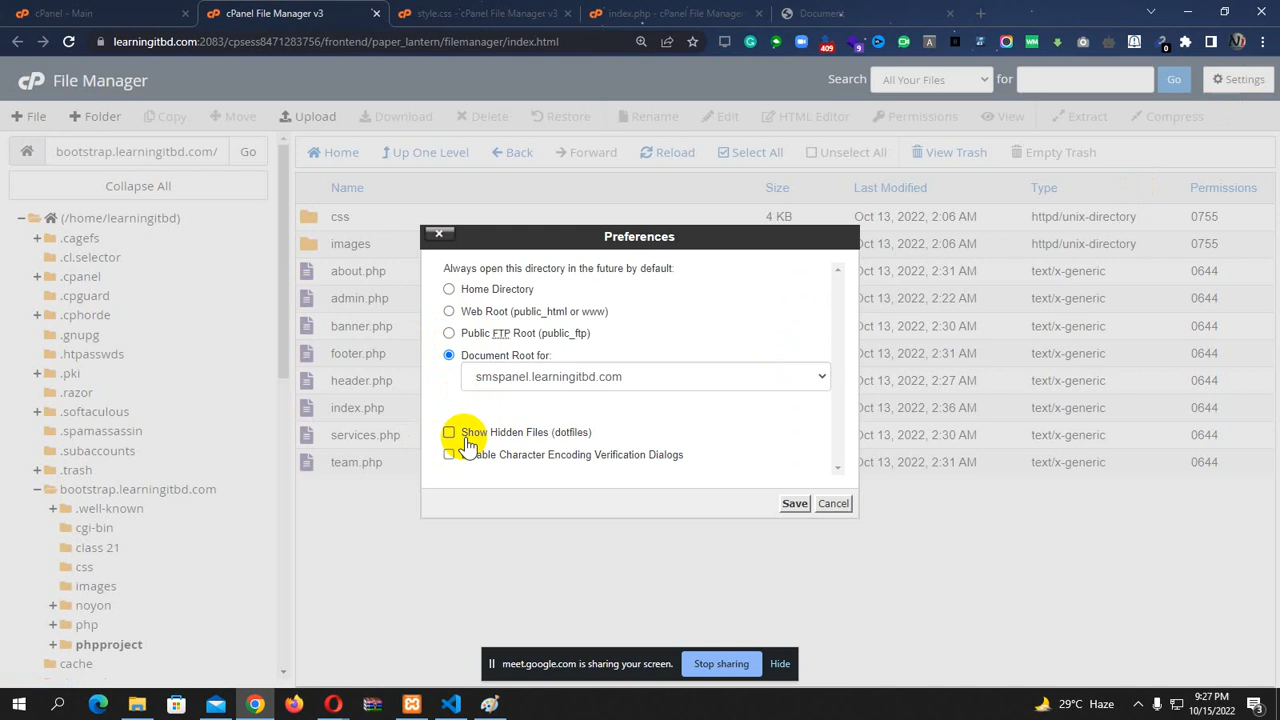 cPanel - Main
cPanel File Manager v3
style.css - cPanel File Manager v3
index.php - cPanel File Manager v3
Document
learningitbd.com:2083/cpsess8471283756/frontend/paper_lantern/filemanager/index.html
409
9
0
cP File Manager
Search All Your Files for Go Settings
File Folder Copy Move Upload Download Delete Restore Rename Edit HTML Editor Permissions View Extract Compress
bootstrap.learningitbd.com/ Go
Home Up One Level Back Forward Reload Select All Unselect All View Trash Empty Trash
Collapse All
(/home/learningitbd)
.cagefs
.cl.selector
.cpanel
.cpguard
.cphorde
.gnupg
.htpasswds
.pki
.razor
.softaculous
.spamassassin
.subaccounts
.trash
bootstrap.learningitbd.com
.well-known
cgi-bin
class 21
css
images
noyon
php
phpproject
cache
Name Size Last Modified Type Permissions
css 4 KB Oct 13, 2022, 2:06 AM httpd/unix-directory 0755
images Oct 13, 2022, 2:06 AM httpd/unix-directory 0755
about.php Oct 13, 2022, 2:32 AM text/x-generic 0644
admin.php Oct 13, 2022, 2:22 AM text/x-generic 0644
banner.php Oct 13, 2022, 2:12 AM text/x-generic 0644
footer.php Oct 13, 2022, 2:12 AM text/x-generic 0644
header.php Oct 13, 2022, 2:36 AM text/x-generic 0644
index.php Oct 13, 2022, 2:36 AM text/x-generic 0644
services.php Oct 13, 2022, 2:30 AM text/x-generic 0644
team.php Oct 13, 2022, 2:31 AM text/x-generic 0644
Preferences
Always open this directory in the future by default:
Home Directory
Web Root (public_html or www)
Public FTP Root (public_ftp)
Document Root for:
smspanel.learningitbd.com
Show Hidden Files (dotfiles)
able Character Encoding Verification Dialogs
Save Cancel
meet.google.com is sharing your screen. Stop sharing Hide
29°C Haze
9:27 PM
10/15/2022